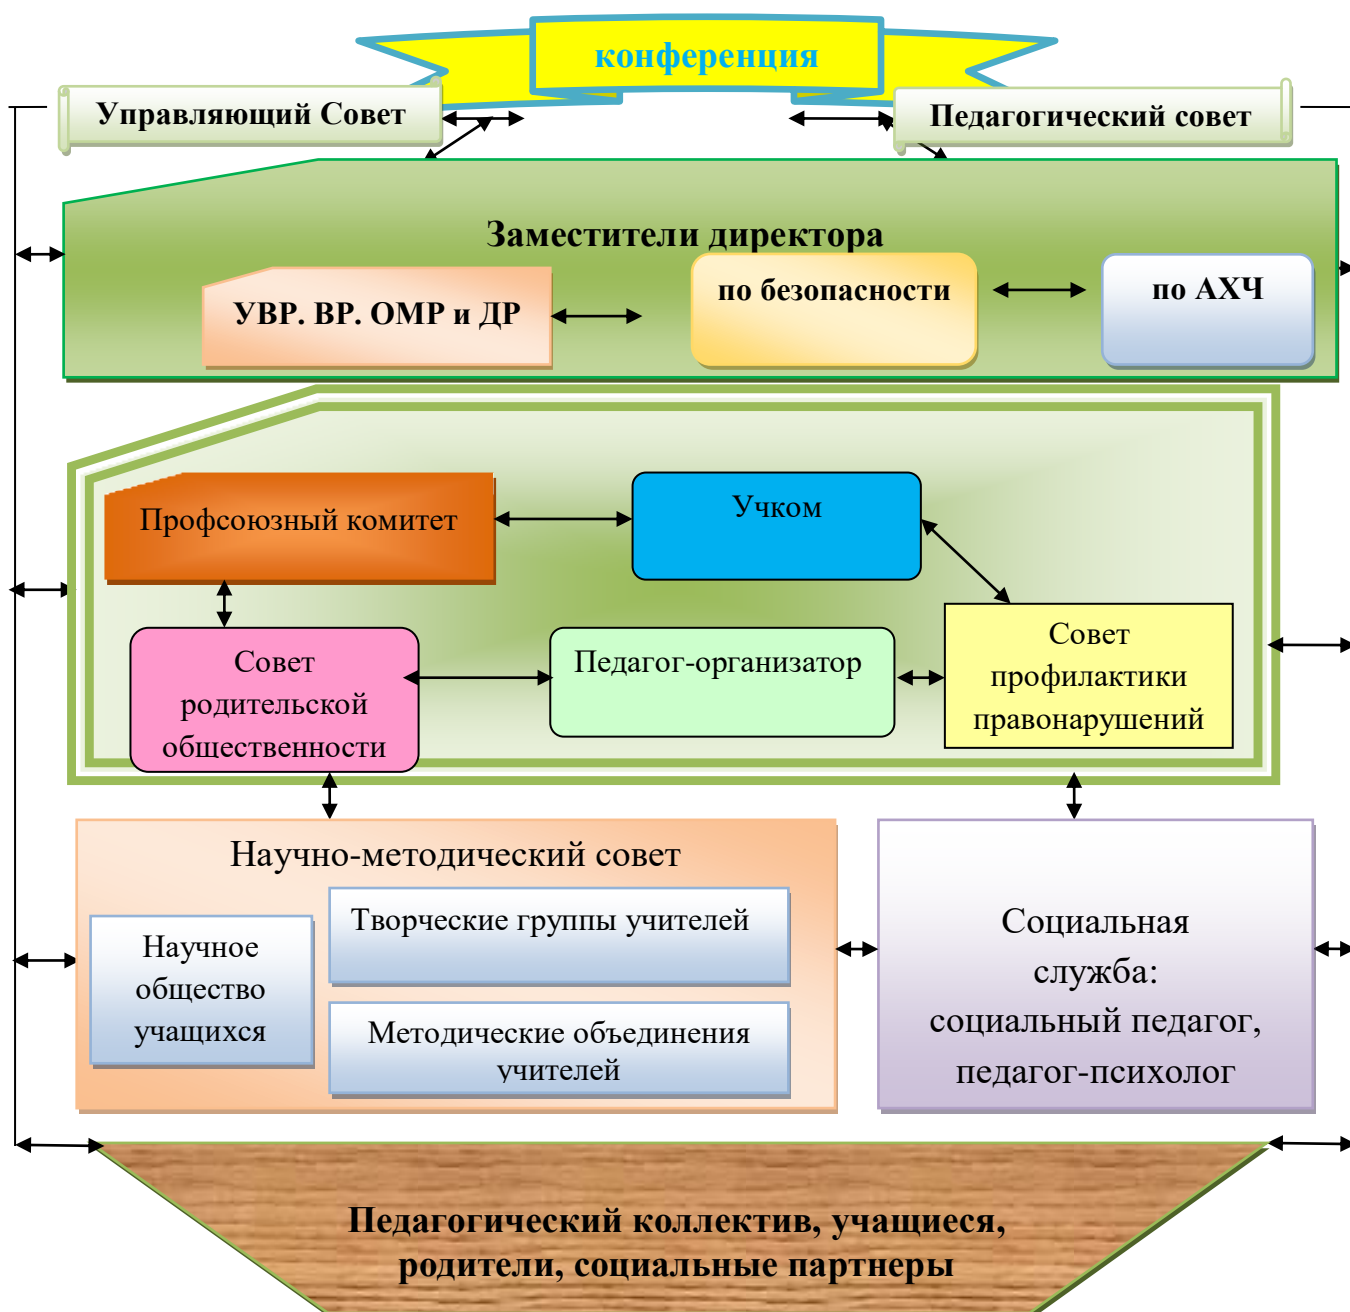 конференция
Управляющий Совет
Педагогический совет
Заместители директора
УВР. ВР. ОМР и ДР
по безопасности
по АХЧ
Профсоюзный комитет
Учком
Совет
родительской
общественности
Педагог-организатор
Совет
профилактики
правонарушений
Научно-методический совет
Научное
общество
учащихся
Творческие группы учителей
Методические объединения
учителей
Социальная
служба:
социальный педагог,
педагог-психолог
Педагогический коллектив, учащиеся,
родители, социальные партнеры